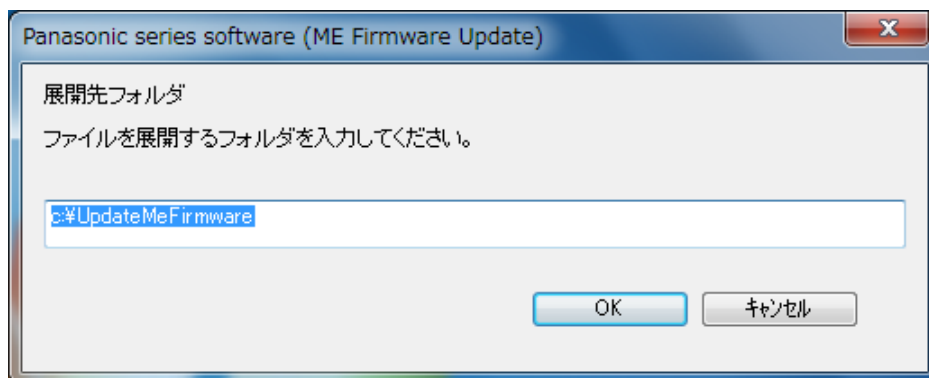 Panasonic series software (ME Firmware Update)
展開先フォルダ
ファイルを展開するフォルダを入力してください。
c:¥UpdateMeFirmware
OK
キャンセル